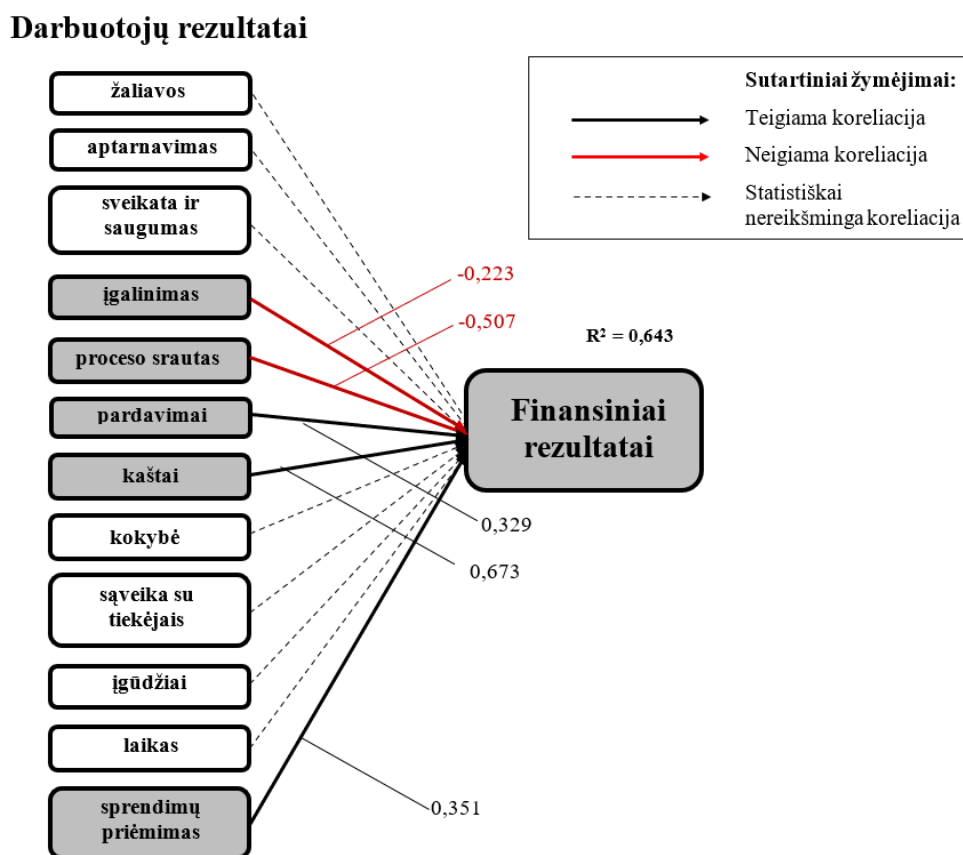 Darbuotojų rezultatai
žaliavos
aptarnavimas
sveikata ir
saugumas
įgalinimas
proceso srautas
pardavimai
kaštai
kokybė
sąveika su
tiekėjais
įgūdžiai
laikas
sprendimų
priėmimas
Sutartiniai žymėjimai:
Teigiama koreliacija
Neigiama koreliacija
Statistiškai
nereikšminga koreliacija
-0,223
-0,507
R² = 0,643
Finansiniai
rezultatai
0,329
0,673
0,351